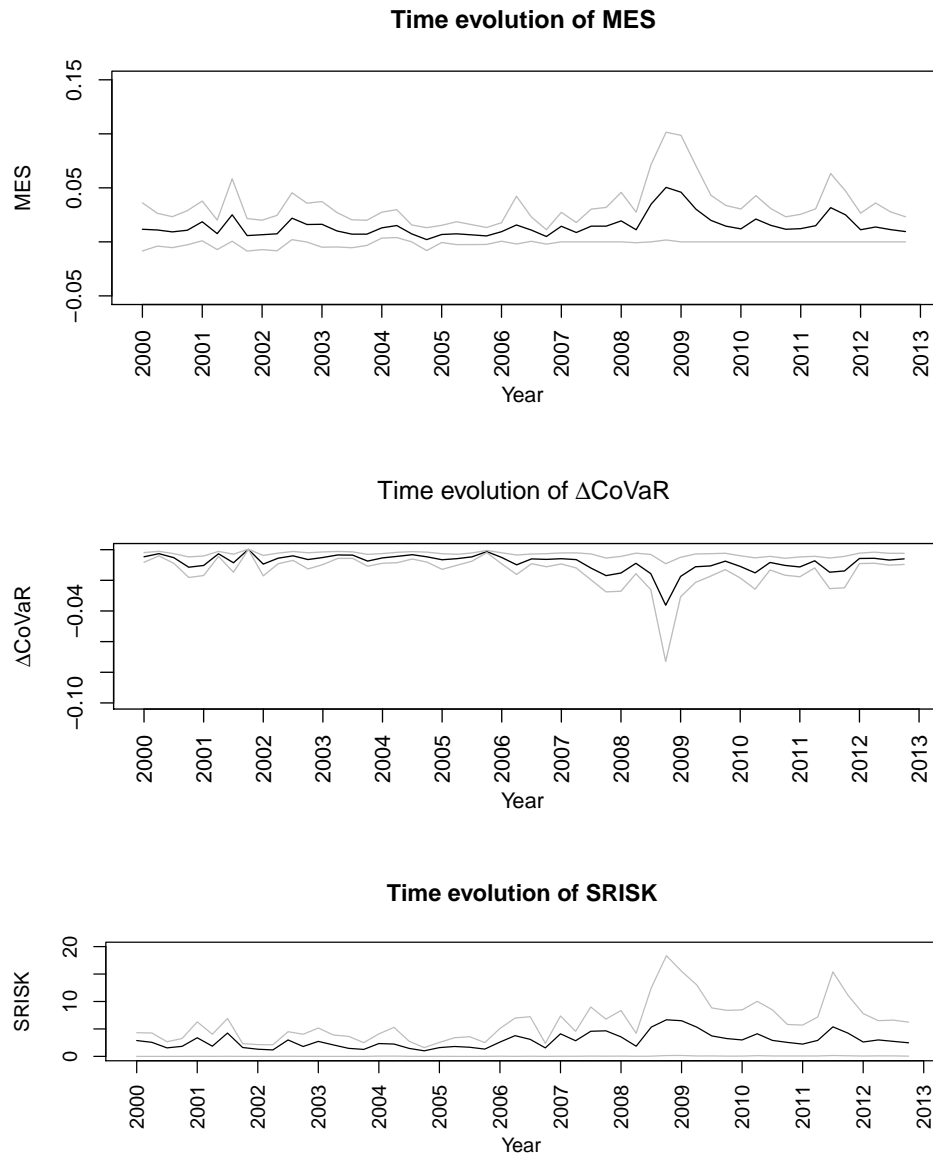 Time evolution of MES
0.15
0.05
−0.05
MES
2000 2001 2002 2003 2004 2005 2006 2007 2008 2009 2010 2011 2012 2013
Year
Time evolution of ΔCoVaR
−0.04
−0.10
ΔCoVaR
2000 2001 2002 2003 2004 2005 2006 2007 2008 2009 2010 2011 2012 2013
Year
Time evolution of SRISK
20
10
0
SRISK
2000 2001 2002 2003 2004 2005 2006 2007 2008 2009 2010 2011 2012 2013
Year